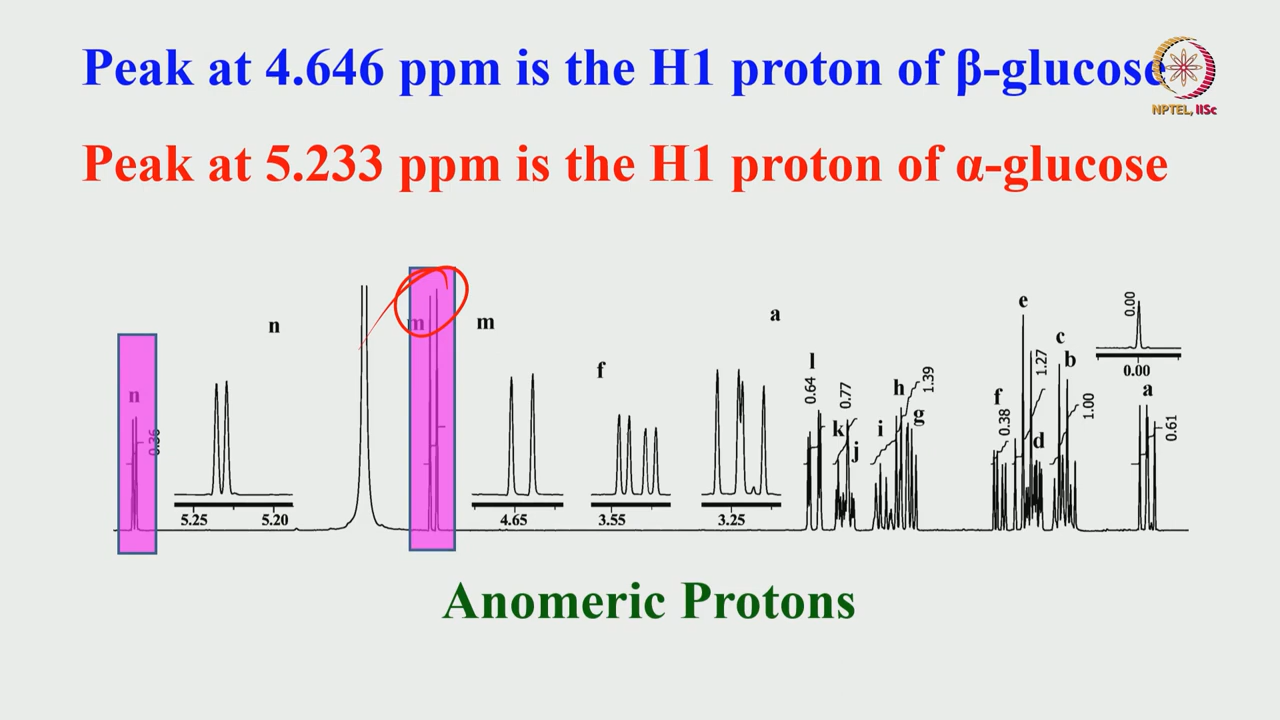 Peak at 4.646 ppm is the H1 proton of β-glucose
NPTEL, IISc
Peak at 5.233 ppm is the H1 proton of α-glucose
n
0.36
n
5.25 5.20
m
m
4.65
f
3.55
a
3.25
l
0.64
k
0.77
j
i
h
1.39
g
f
0.38
e
1.27
d
c
b
1.00
0.00
0.00
a
0.61
Anomeric Protons